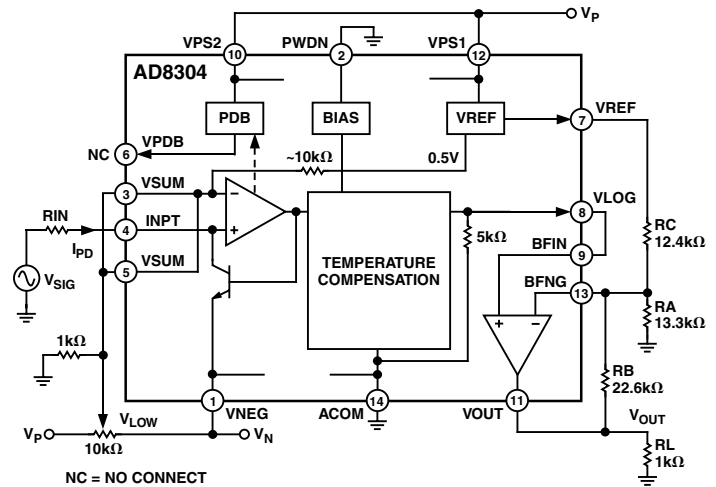 V_P
VPS2 PWDN VPS1
10 2 12
AD8304
PDB BIAS VREF
VREF
7
VPDB
NC 6
~10kΩ 0.5V
VSUM
3
VLOG
8
RIN
INPT
4
I_PD
5kΩ
RC
12.4kΩ
BFIN
9
VSUM
5
TEMPERATURE
COMPENSATION
V_SIG
BFNG
13
RA
13.3kΩ
1kΩ
RB
22.6kΩ
1 14 11
VNEG ACOM VOUT
V_LOW
V_OUT
V_P V_N
10kΩ
RL
1kΩ
NC = NO CONNECT
− +
+ −